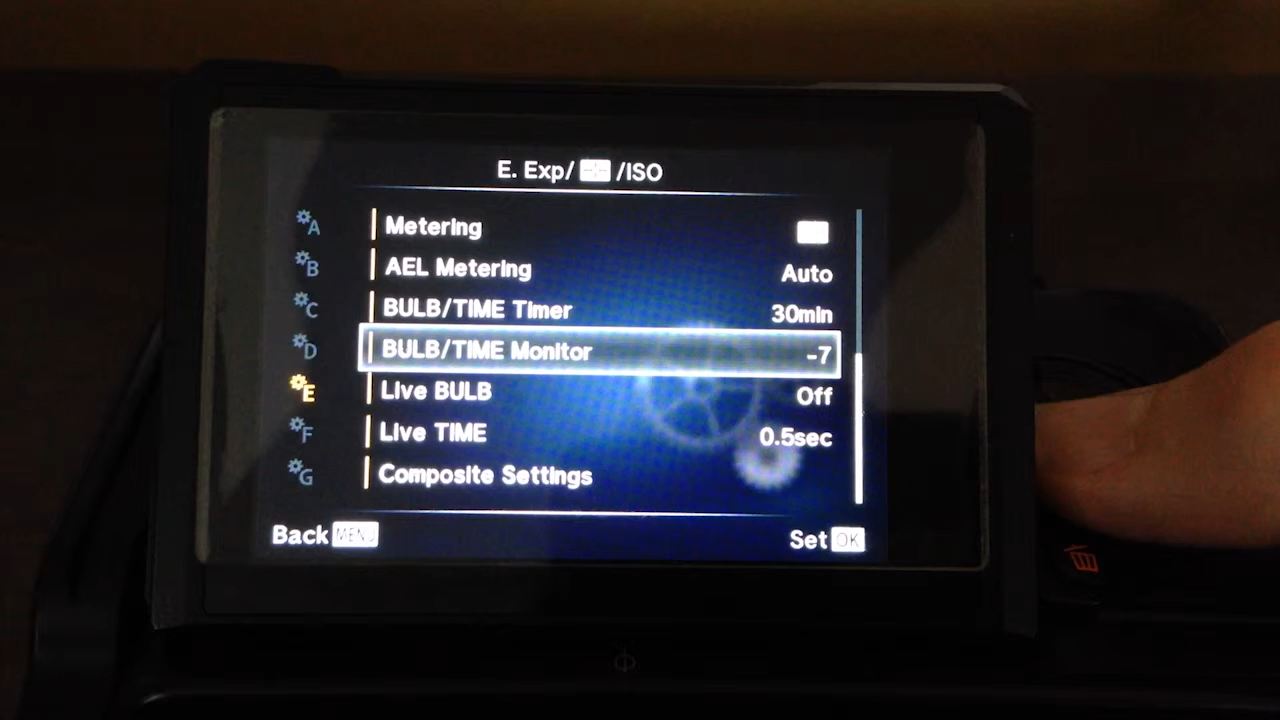 E. Exp/ /ISO
A
Metering
B
AEL Metering Auto
C
BULB/TIME Timer 30min
D
BULB/TIME Monitor -7
E
Live BULB Off
F
Live TIME 0.5sec
G
Composite Settings
Back MENU Set OK